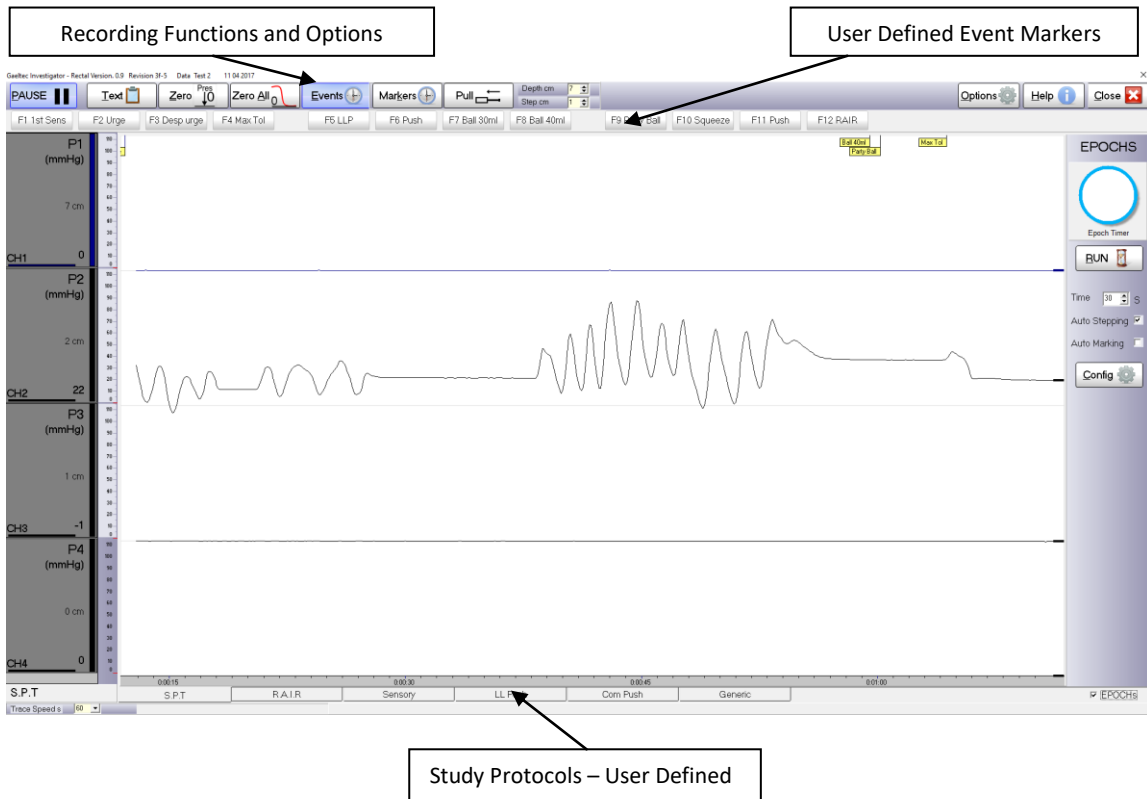 Recording Functions and Options
User Defined Event Markers
Gaeltec Investigator - Rectal Version. 0.9 Revision 3f-5 Data Test 2 11 04 2017
PAUSE Text Zero Pres 0 Zero All 0 Events Markers Pull Depth cm 7 Step cm 1 Options Help i Close
F1 1st Sens F2 Urge F3 Desp urge F4 Max Tol F5 LLP F6 Push F7 Ball 30ml F8 Ball 40ml F9 Ball F10 Squeeze F11 Push F12 RAIR
P1
(mmHg)
7 cm
CH1 0
Ball 40ml Max Tol
Party Ball
P2
(mmHg)
2 cm
CH2 22
P3
(mmHg)
1 cm
CH3 -1
P4
(mmHg)
0 cm
CH4 0
EPOCHS
Epoch Timer
RUN
Time 30 S
Auto Stepping
Auto Marking
Config
0:00:15 0:00:30 0:00:45 0:01:00
S.P.T S.P.T R.A.I.R Sensory LL Com Push Generic EPOCHs
Trace Speed s 60
Study Protocols – User Defined